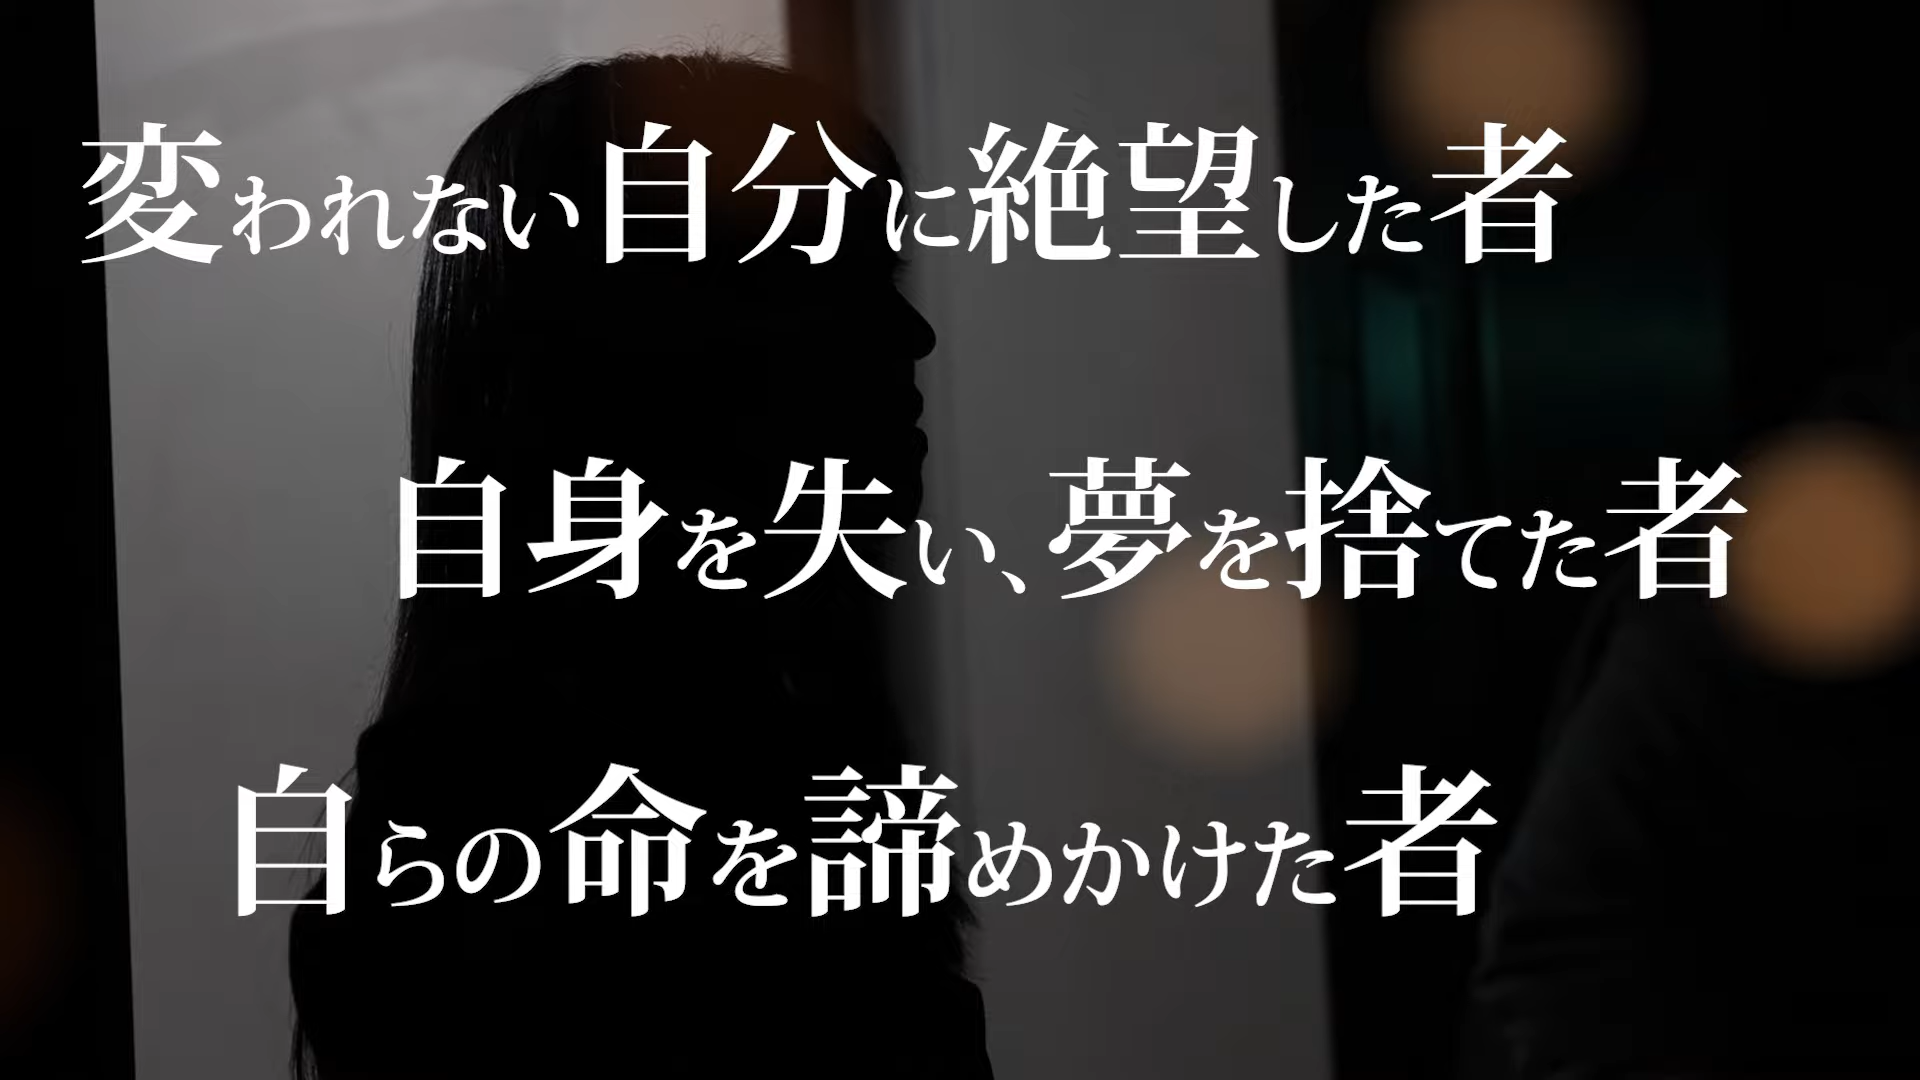 変われない自分に絶望した者
自身を失い、夢を捨てた者
自らの命を諦めかけた者